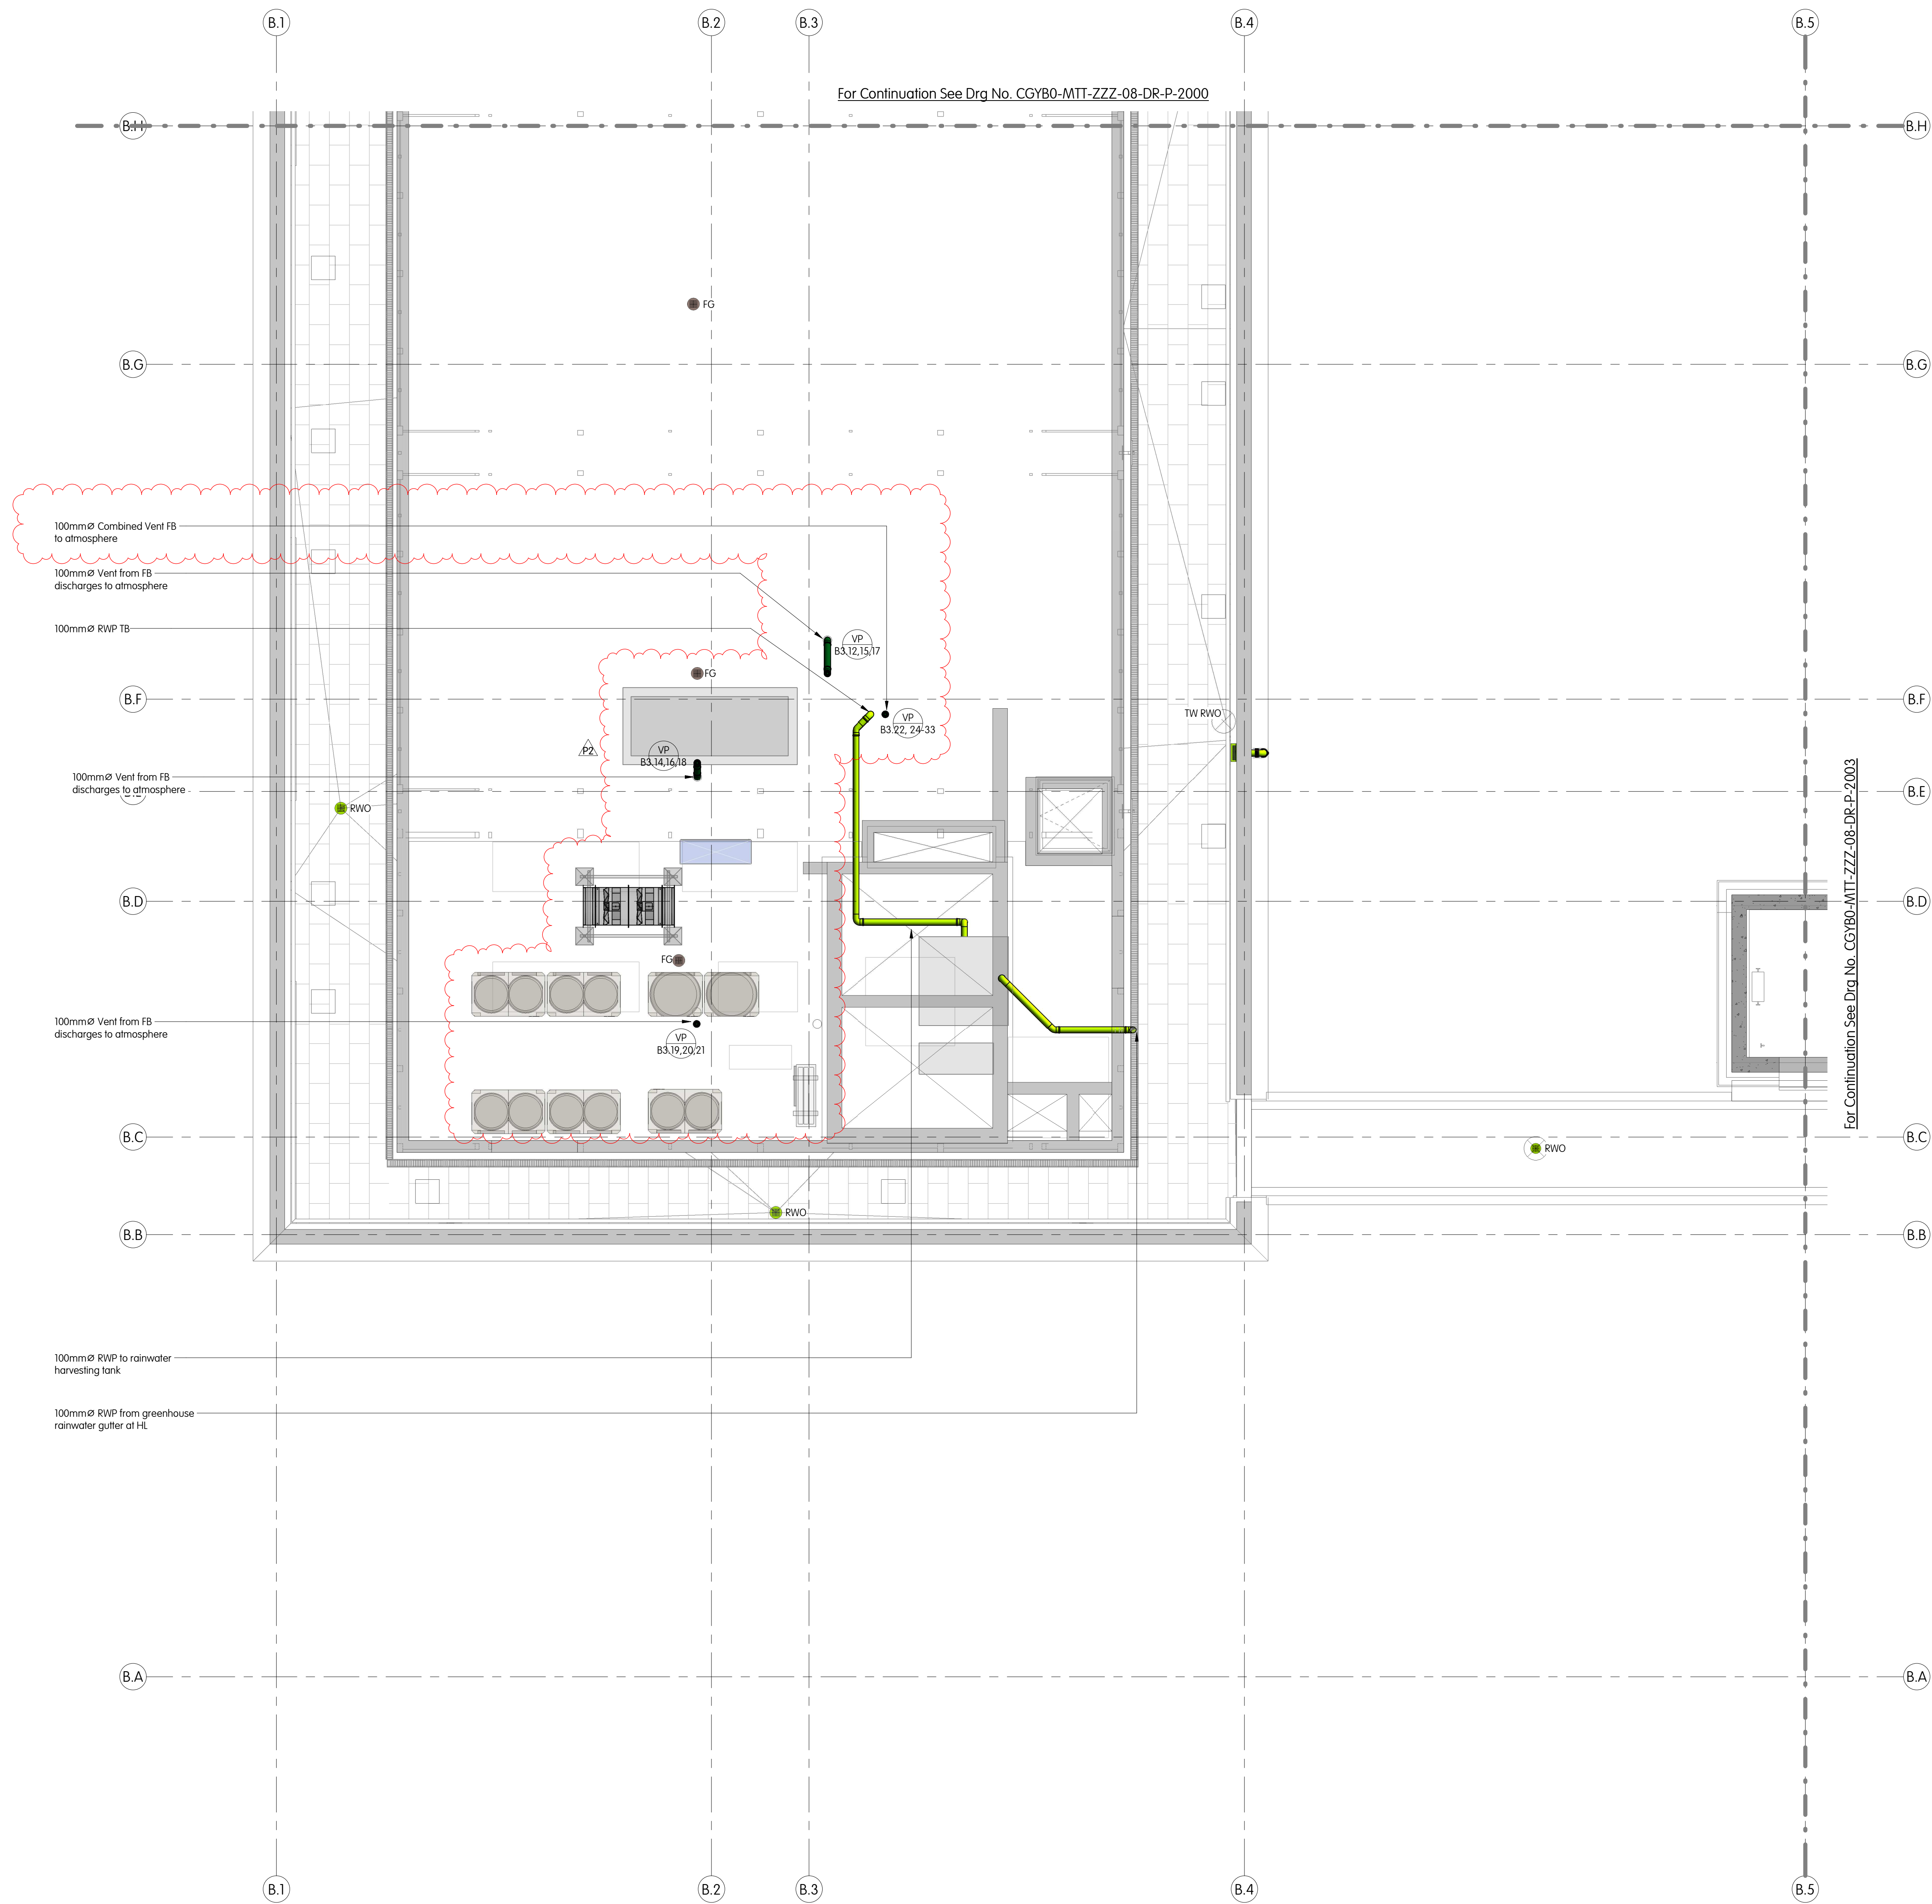 B.1
B.2
B.3
B.4
B.5
For Continuation See Drg No. CGYB0-MTT-ZZZ-08-DR-P-2000
B.H
B.H
FG
B.G
B.G
100mmØ Combined Vent FB
to atmosphere
100mmØ Vent from FB
discharges to atmosphere
100mmØ RWP TB
VP
B3.12,15,17
FG
B.F
B.F
TW RWO
VP
B3.22, 24-33
P2
VP
B3.14,16,18
100mmØ Vent from FB
discharges to atmosphere
B.E
RWO
For Continuation See Drg No. CGYB0-MTT-ZZZ-08-DR-P-2003
B.D
B.D
FG
100mmØ Vent from FB
discharges to atmosphere
VP
B3.19,20,21
B.C
B.C
RWO
RWO
B.B
B.B
100mmØ RWP to rainwater
harvesting tank
100mmØ RWP from greenhouse
rainwater gutter at HL
B.A
B.A
B.1
B.2
B.3
B.4
B.5